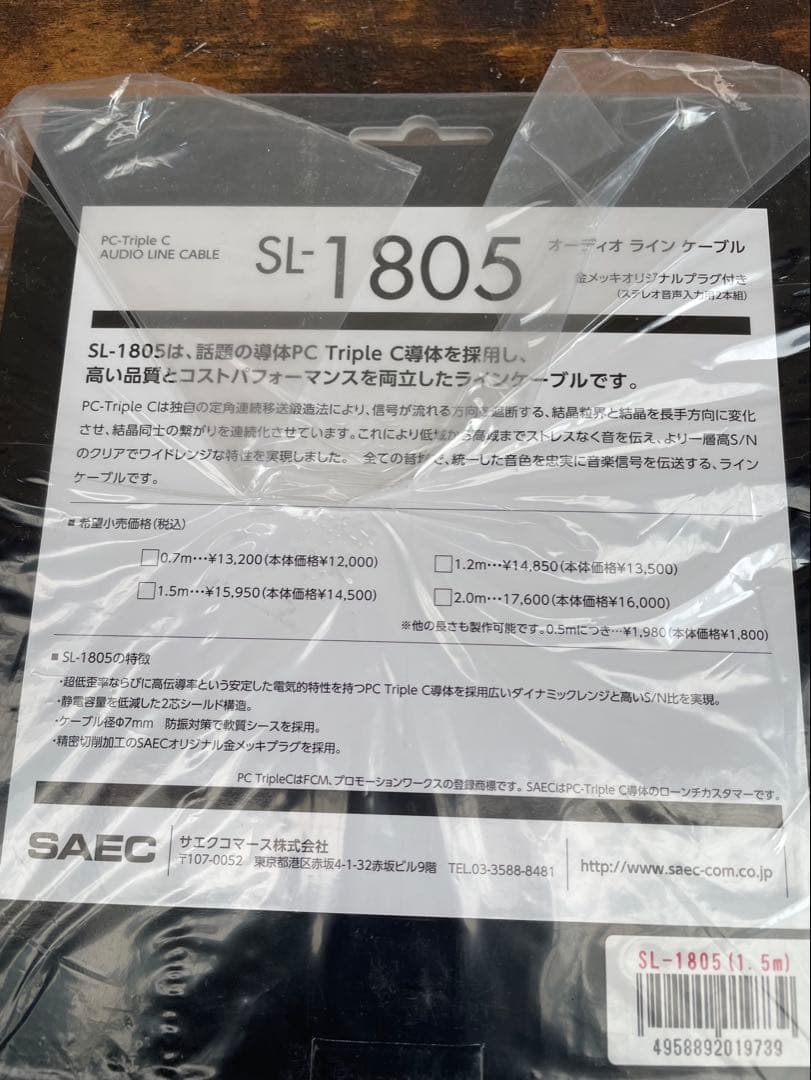 PC-Triple C
AUDIO LINE CABLE
SL-1805
オーディオ ライン ケーブル
金メッキオリジナルプラグ付き
(ステレオ音声入力用2本組)
SL-1805は、話題の導体PC Triple C導体を採用し、
高い品質とコストパフォーマンスを両立したラインケーブルです。
PC-Triple Cは独自の定角連続移送鍛造法により、信号が流れる方向を遮断する、結晶粒界と結晶を長手方向に変化
させ、結晶同士の繋がりを連続化させています。これにより低域から高域までストレスなく音を伝え、より一層高S/N
のクリアでワイドレンジな特性を実現しました。 全ての音域で、統一した音色を忠実に音楽信号を伝送する、ライン
ケーブルです。
■ 希望小売価格(税込)
□0.7m・・・¥13,200(本体価格¥12,000)
□1.2m・・・¥14,850(本体価格¥13,500)
□1.5m・・・¥15,950(本体価格¥14,500)
□2.0m・・・17,600(本体価格¥16,000)
※他の長さも製作可能です。0.5mにつき・・・¥1,980(本体価格¥1,800)
■ SL-1805の特徴
・超低歪率ならびに高伝導率という安定した電気的特性を持つPC Triple C導体を採用広いダイナミックレンジと高いS/N比を実現。
・静電容量を低減した2芯シールド構造。
・ケーブル径Φ7mm 防振対策で軟質シースを採用。
・精密切削加工のSAECオリジナル金メッキプラグを採用。
PC TripleCはFCM、プロモーションワークスの登録商標です。SAECはPC-Triple C導体のローンチカスタマーです。
SAEC
サエクコマース株式会社
〒107-0052 東京都港区赤坂4-1-32赤坂ビル9階 TEL.03-3588-8481
http://www.saec-com.co.jp
SL-1805(1.5m)
4958892019739